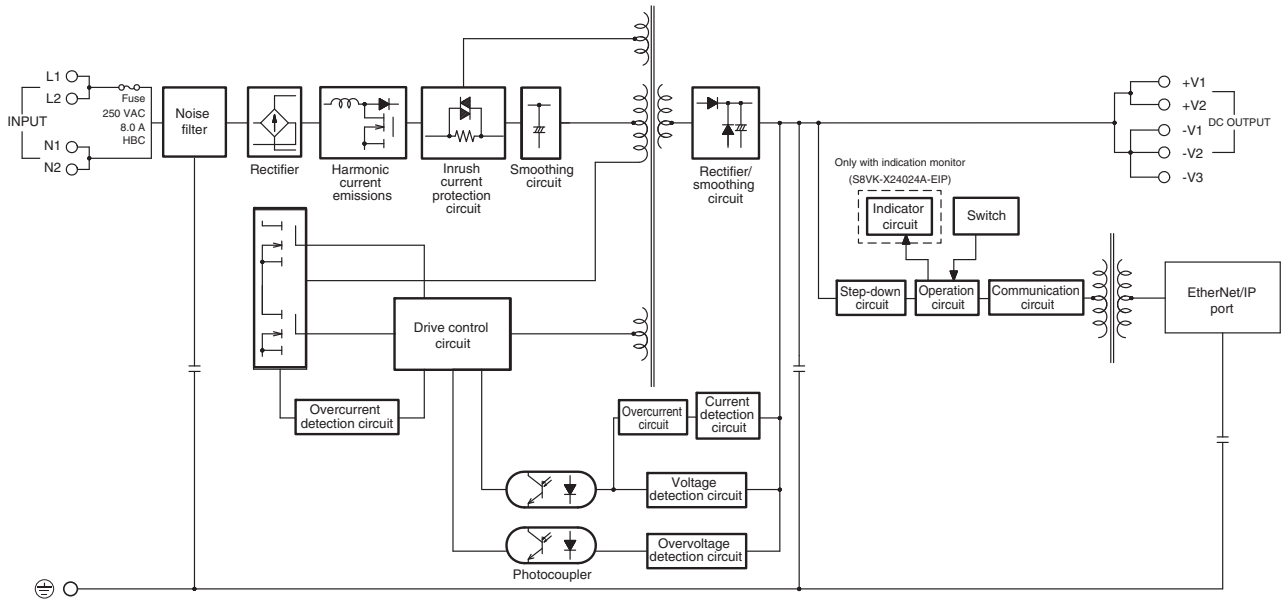 L1
L2
INPUT
N1
N2
Fuse
250 VAC
8.0 A
HBC
Noise
filter
Rectifier
Harmonic
current
emissions
Inrush
current
protection
circuit
Smoothing
circuit
Rectifier/
smoothing
circuit
+V1
+V2
-V1
-V2
-V3
DC OUTPUT
Only with indication monitor
(S8VK-X24024A-EIP)
Indicator
circuit
Switch
Step-down
circuit
Operation
circuit
Communication
circuit
EtherNet/IP
port
Drive control
circuit
Overcurrent
detection circuit
Overcurrent
circuit
Current
detection
circuit
Voltage
detection circuit
Overvoltage
detection circuit
Photocoupler